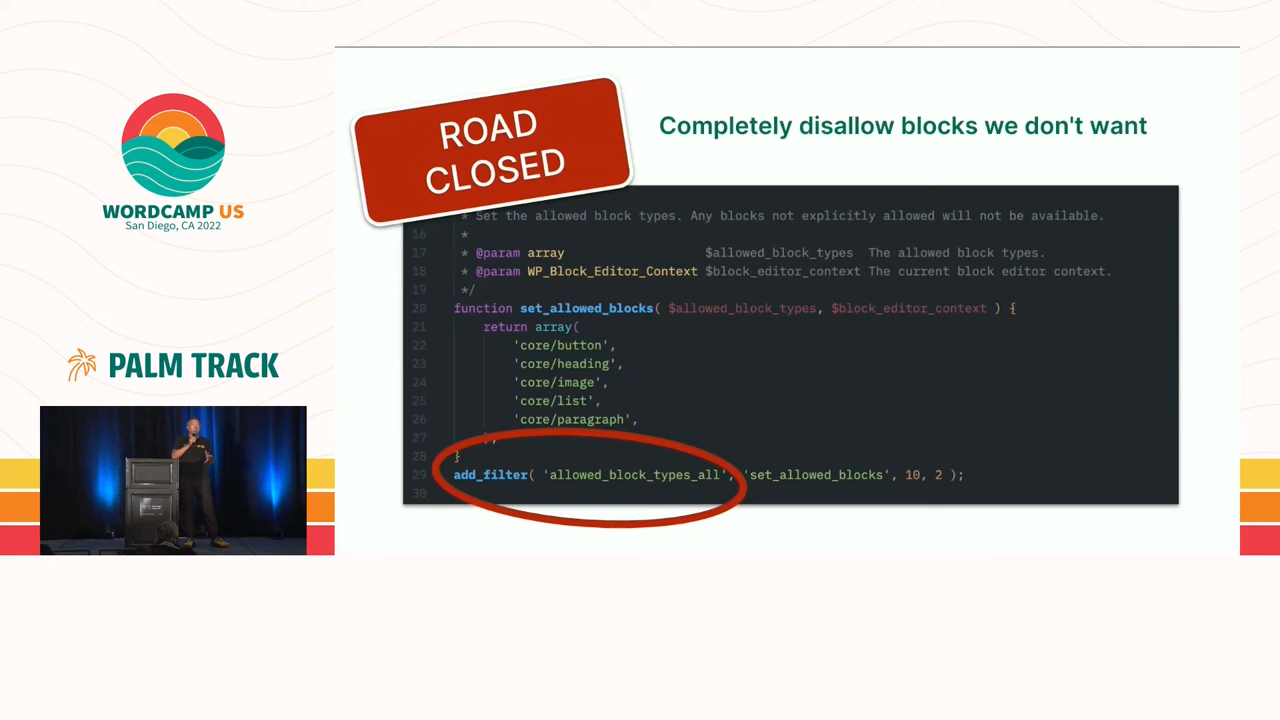 WORDCAMP US
San Diego, CA 2022
PALM TRACK
ROAD
CLOSED
Completely disallow blocks we don't want
* Set the allowed block types. Any blocks not explicitly allowed will not be available.
16 *
17 * @param array $allowed_block_types The allowed block types.
18 * @param WP_Block_Editor_Context $block_editor_context The current block editor context.
19 */
20 function set_allowed_blocks( $allowed_block_types, $block_editor_context ) {
21 return array(
22 'core/button',
23 'core/heading',
24 'core/image',
25 'core/list',
26 'core/paragraph',
27 );
28 }
29 add_filter( 'allowed_block_types_all', 'set_allowed_blocks', 10, 2 );
30